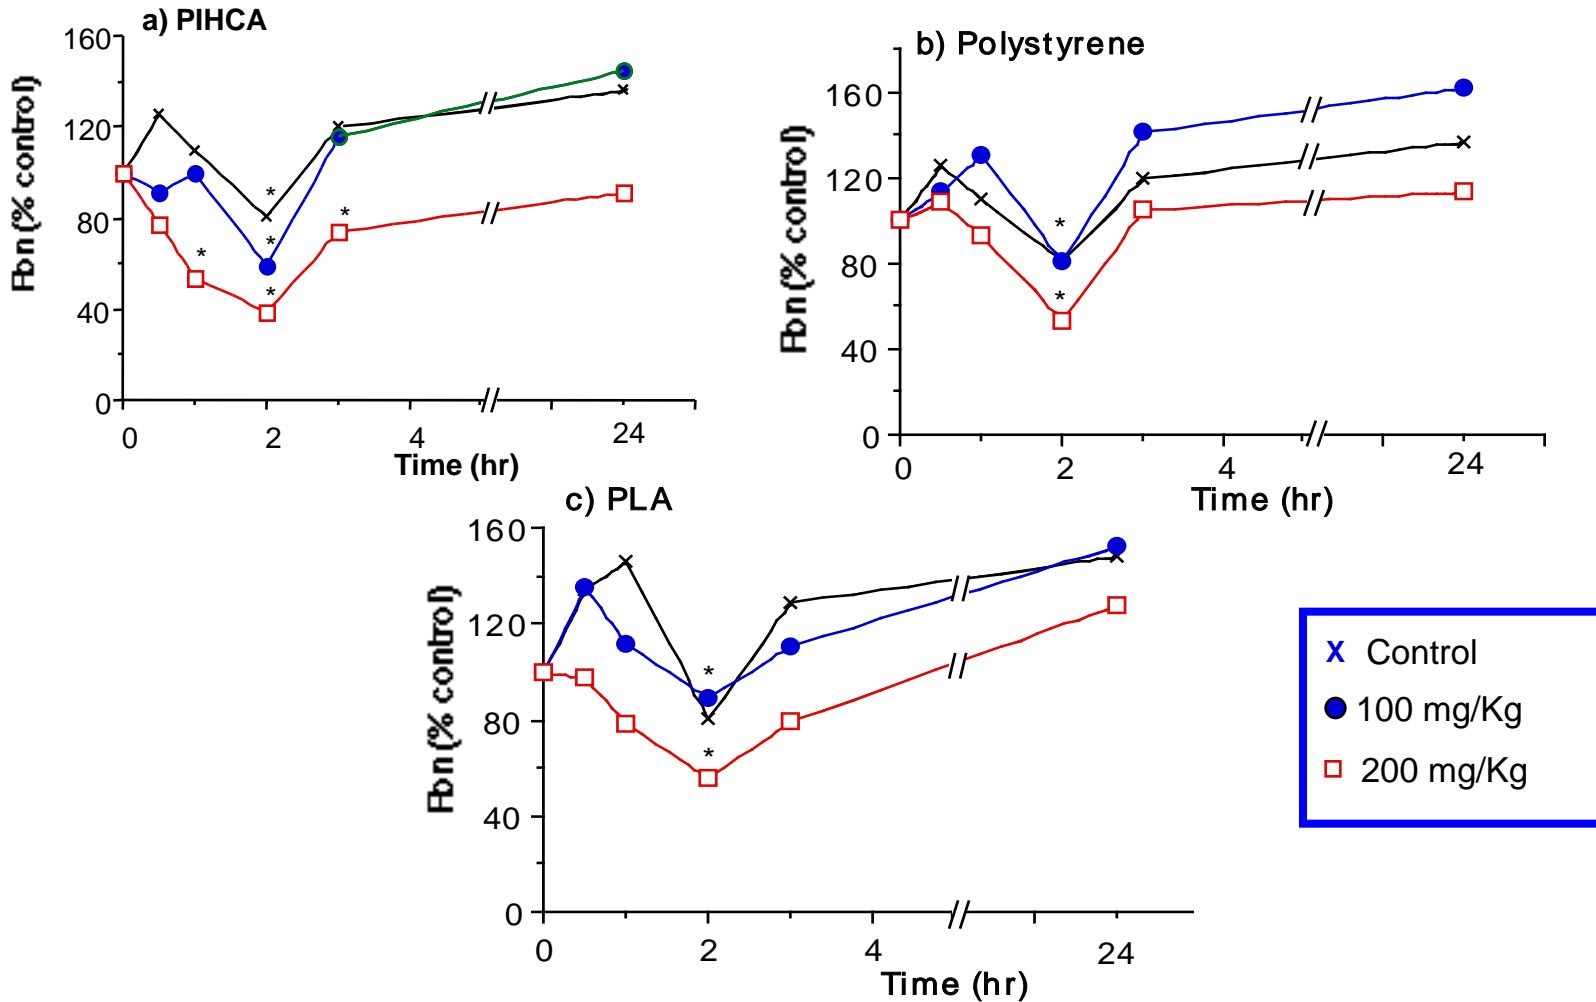 a) PIHCA
160
120
80
40
0
Fbn (% control)
*
*
*
*
*
0 2 4 24
Time (hr)
b) Polystyrene
160
120
80
40
0
Fbn (% control)
*
*
0 2 4 24
Time (hr)
c) PLA
160
120
80
40
0
Fbn (% control)
*
*
0 2 4 24
Time (hr)
X Control
100 mg/Kg
200 mg/Kg